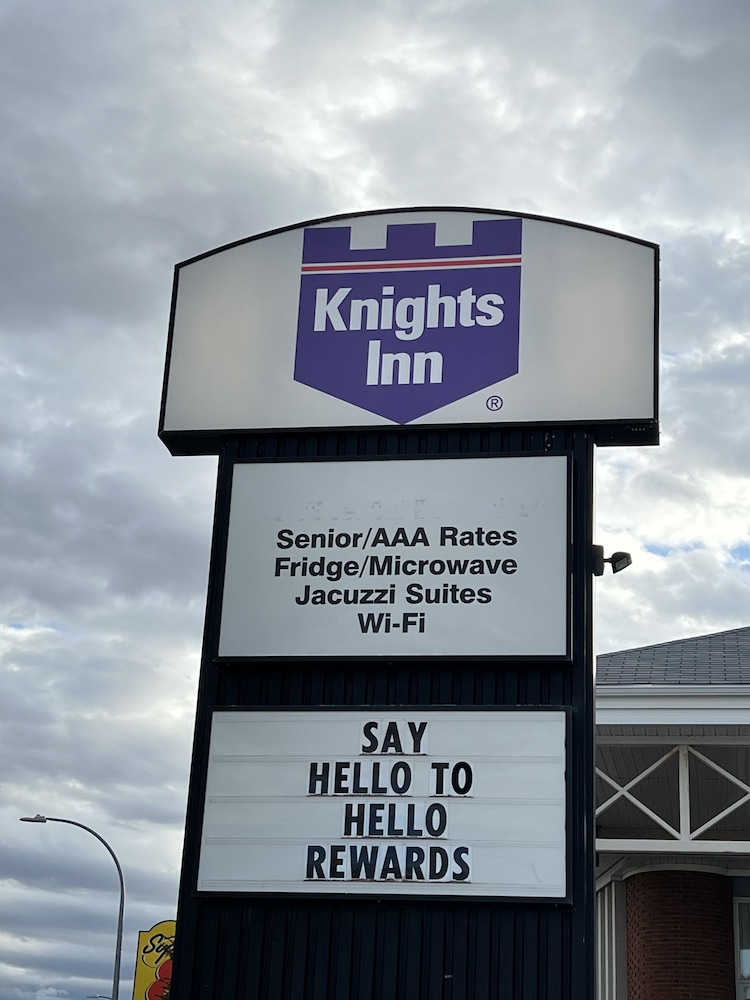 Knights
Inn
®
Senior/AAA Rates
Fridge/Microwave
Jacuzzi Suites
Wi-Fi
SAY
HELLO TO
HELLO
REWARDS